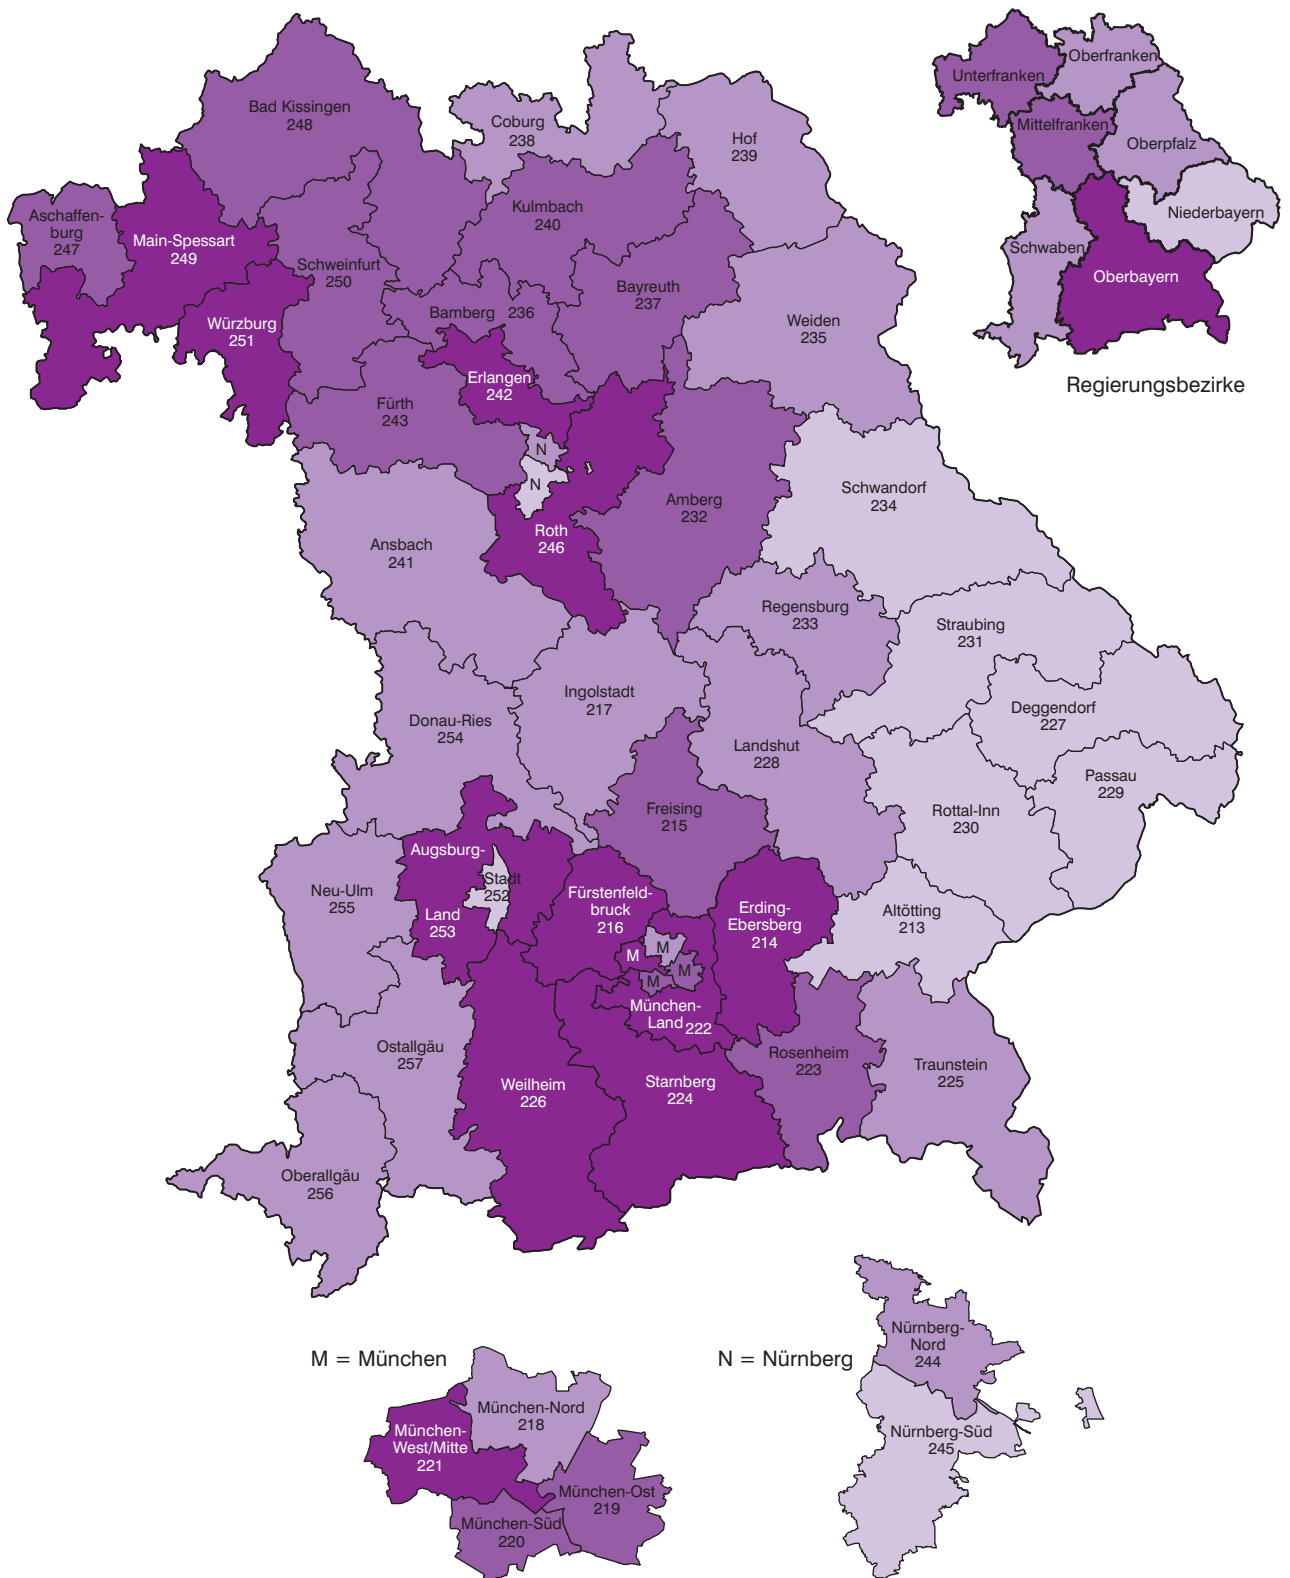 Unterfranken
Oberfranken
Mittelfranken
Oberpfalz
Niederbayern
Schwaben
Oberbayern
Regierungsbezirke
Bad Kissingen
248
Coburg
238
Hof
239
Kulmbach
240
Aschaffen-
burg
247
Main-Spessart
249
Schweinfurt
250
Würzburg
251
Bamberg 236
Bayreuth
237
Weiden
235
Erlangen
242
Fürth
243
N
N
Amberg
232
Schwandorf
234
Roth
246
Ansbach
241
Regensburg
233
Straubing
231
Ingolstadt
217
Donau-Ries
254
Deggendorf
227
Landshut
228
Passau
229
Freising
215
Rottal-Inn
230
Augsburg-
Stadt
252
Land
253
Neu-Ulm
255
Fürstenfeld-
bruck
216
Erding-
Ebersberg
214
Altötting
213
M
M
M
M
München-
Land 222
Ostallgäu
257
Weilheim
226
Starnberg
224
Rosenheim
223
Traunstein
225
Oberallgäu
256
M = München
München-Nord
218
München-
West/Mitte
221
München-Ost
219
München-Süd
220
N = Nürnberg
Nürnberg-
Nord
244
Nürnberg-Süd
245